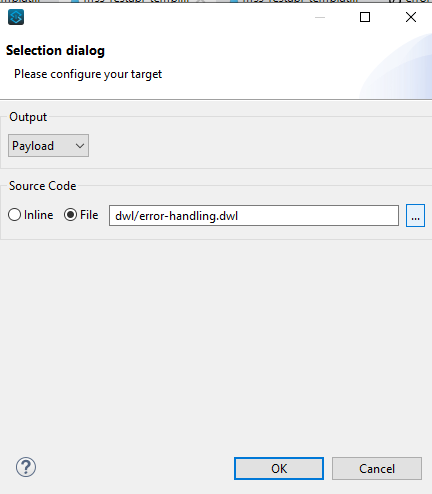 Selection dialog
Please configure your target
Output
Payload
Source Code
Inline File dwl/error-handling.dwl ...
? OK Cancel